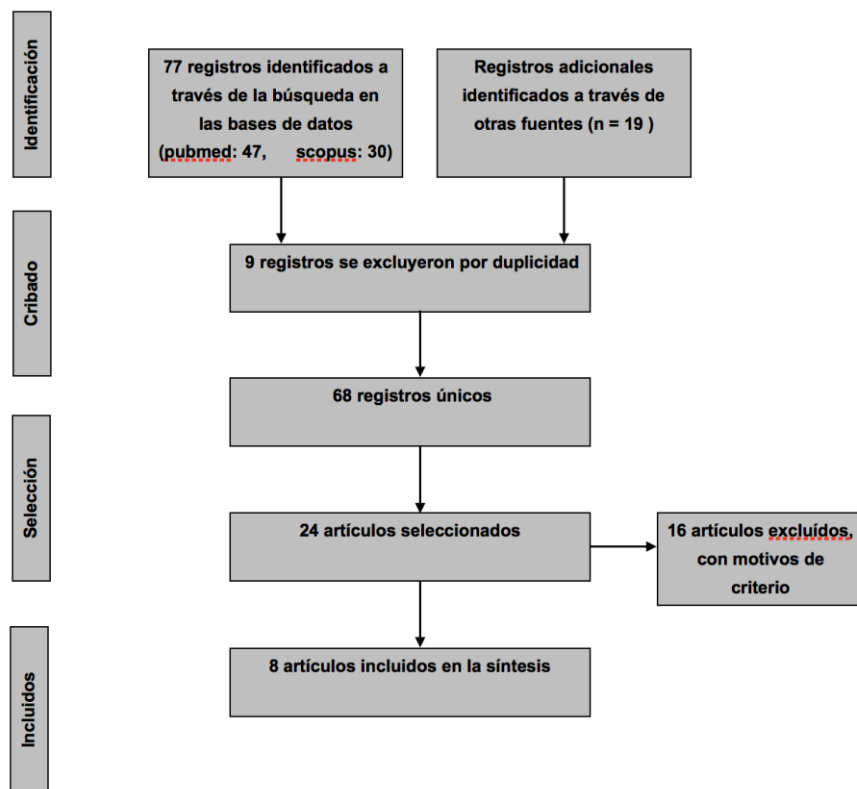 Identificación
77 registros identificados a
través de la búsqueda en
las bases de datos
(pubmed: 47, scopus: 30)
Registros adicionales
identificados a través de
otras fuentes (n = 19 )
Cribado
9 registros se excluyeron por duplicidad
68 registros únicos
Selección
24 artículos seleccionados
16 artículos excluídos,
con motivos de
criterio
Incluidos
8 artículos incluidos en la síntesis